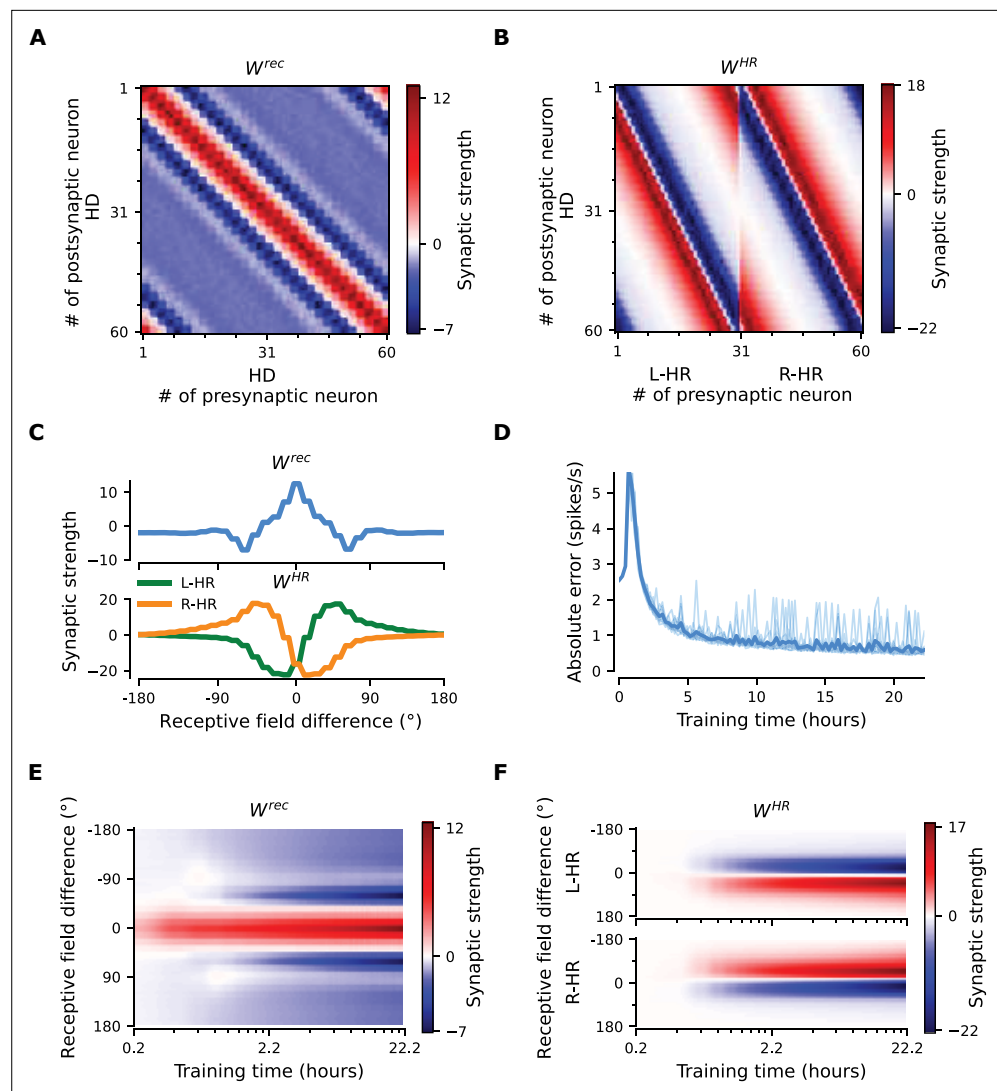 A
W^rec
1
31
60
# of postsynaptic neuron
HD
1
31
60
HD
# of presynaptic neuron
12
0
−7
Synaptic strength
B
W^HR
1
31
60
# of postsynaptic neuron
HD
1
31
60
L-HR
R-HR
# of presynaptic neuron
18
0
−22
Synaptic strength
C
W^rec
10
0
−10
W^HR
L-HR
R-HR
20
0
−20
Synaptic strength
-180
-90
0
90
180
Receptive field difference (°)
D
5
4
3
2
1
0
Absolute error (spikes/s)
0
5
10
15
20
Training time (hours)
E
W^rec
-180
-90
0
90
180
Receptive field difference (°)
0.2
2.2
22.2
Training time (hours)
12
0
−7
Synaptic strength
F
W^HR
-180
0
180
L-HR
-180
0
180
R-HR
Receptive field difference (°)
0.2
2.2
22.2
Training time (hours)
17
0
−22
Synaptic strength